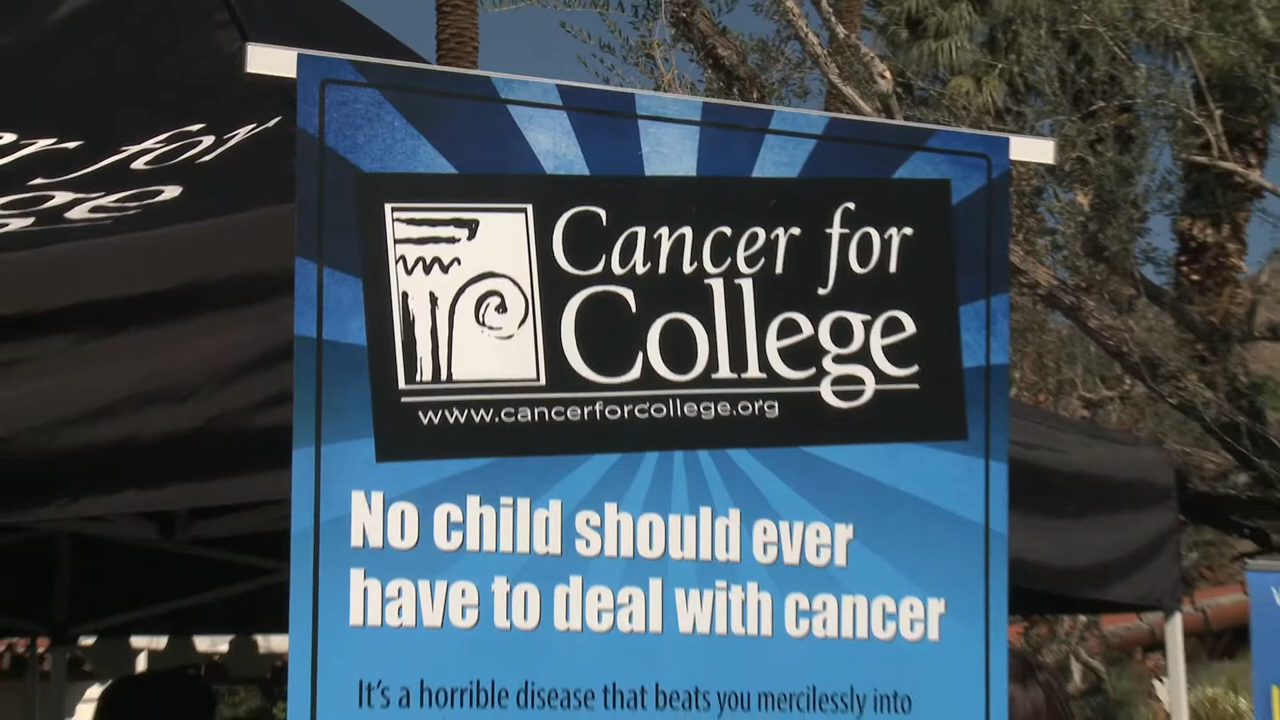 for
Cancer for
College
www.cancerforcollege.org
No child should ever
have to deal with cancer
It's a horrible disease that beats you mercilessly into